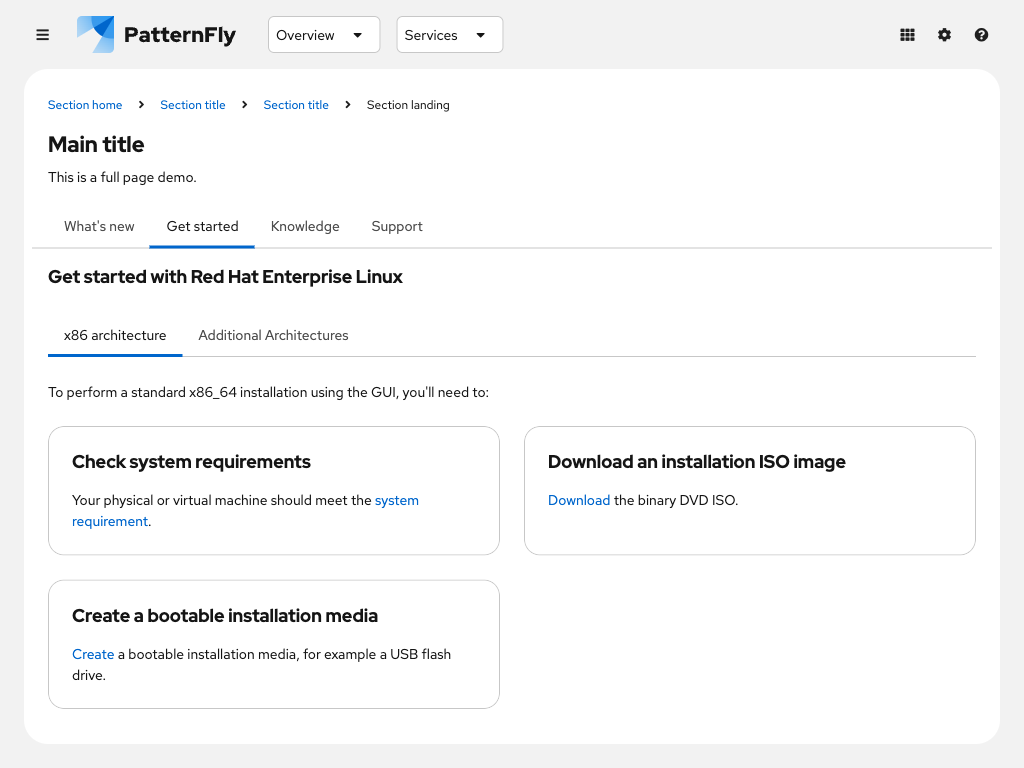 PatternFly Overview Services
Section home Section title Section title Section landing
Main title
This is a full page demo.
What's new Get started Knowledge Support
Get started with Red Hat Enterprise Linux
x86 architecture Additional Architectures
To perform a standard x86_64 installation using the GUI, you'll need to:
Check system requirements
Your physical or virtual machine should meet the system
requirement.
Download an installation ISO image
Download the binary DVD ISO.
Create a bootable installation media
Create a bootable installation media, for example a USB flash
drive.